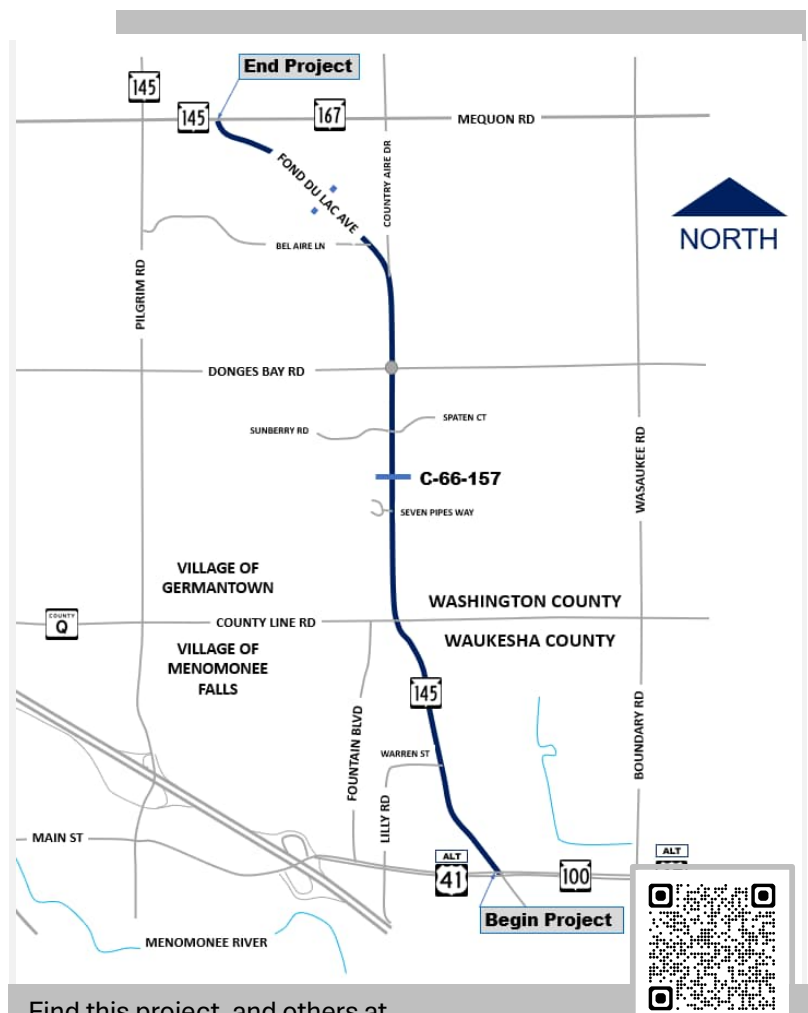 End Project
145
145
167
MEQUON RD
FOND DU LAC AVE
COUNTRY AIRE DR
NORTH
BEL AIRE LN
PILGRIM RD
DONGES BAY RD
SPATEN CT
SUNBERRY RD
WASAUKEE RD
C-66-157
SEVEN PIPES WAY
VILLAGE OF
GERMANTOWN
WASHINGTON COUNTY
COUNTY
Q
COUNTY LINE RD
WAUKESHA COUNTY
VILLAGE OF
MENOMONEE
FALLS
145
BOUNDARY RD
FOUNTAIN BLVD
WARREN ST
LILLY RD
MAIN ST
ALT
41
100
ALT
Begin Project
MENOMONEE RIVER
Find this project, and others at